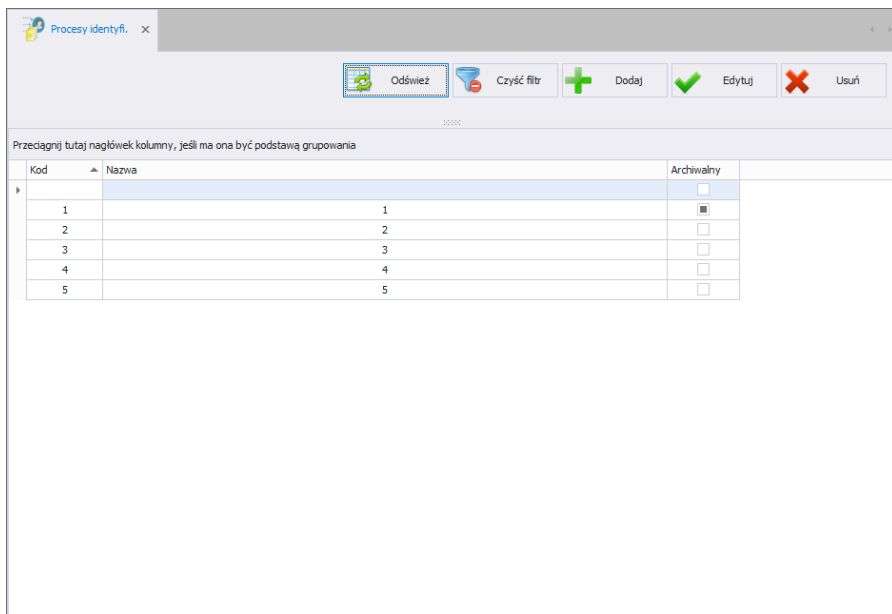 Procesy identyfi.
Odśwież Czyść filtr Dodaj Edytuj Usuń
Przeciągnij tutaj nagłówek kolumny, jeśli ma ona być podstawą grupowania
Kod Nazwa Archiwalny
1 1
2 2
3 3
4 4
5 5